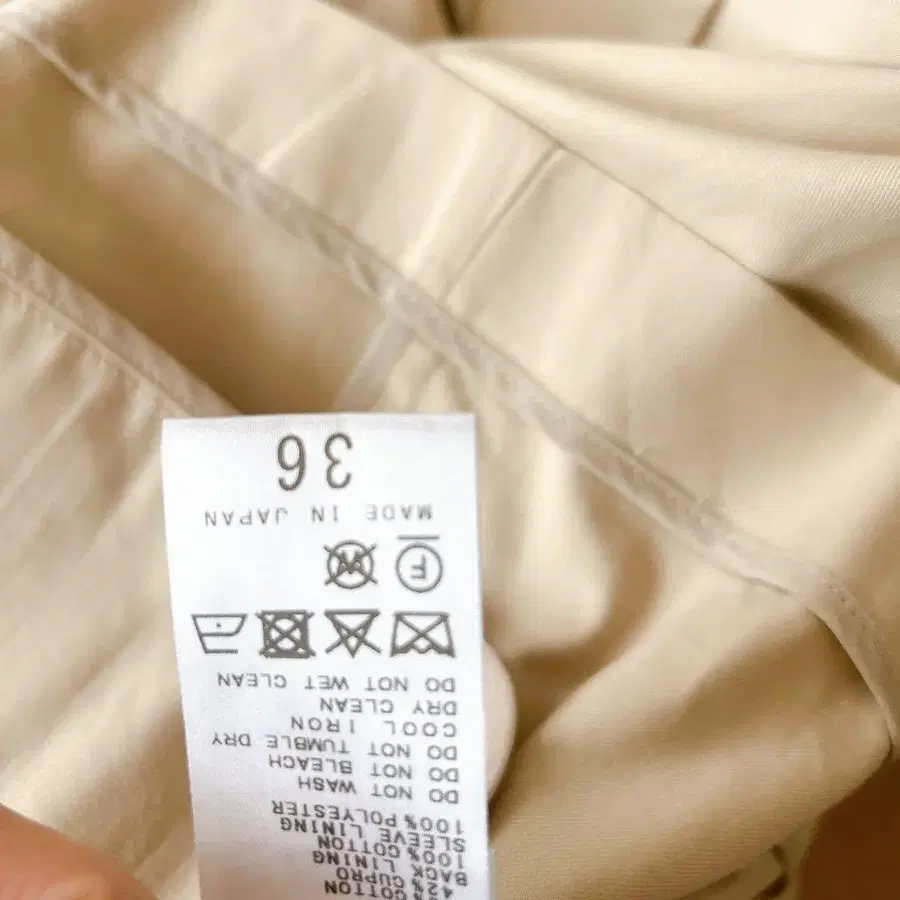 COTTON
42% CUPRO
BACK LINING
100% COTTON
SLEEVE LINING
100% POLYESTER
DO NOT WASH
DO NOT BLEACH
DO NOT TUMBLE DRY
COOL IRON
DRY CLEAN
DO NOT WET CLEAN
F W
MADE IN JAPAN
36